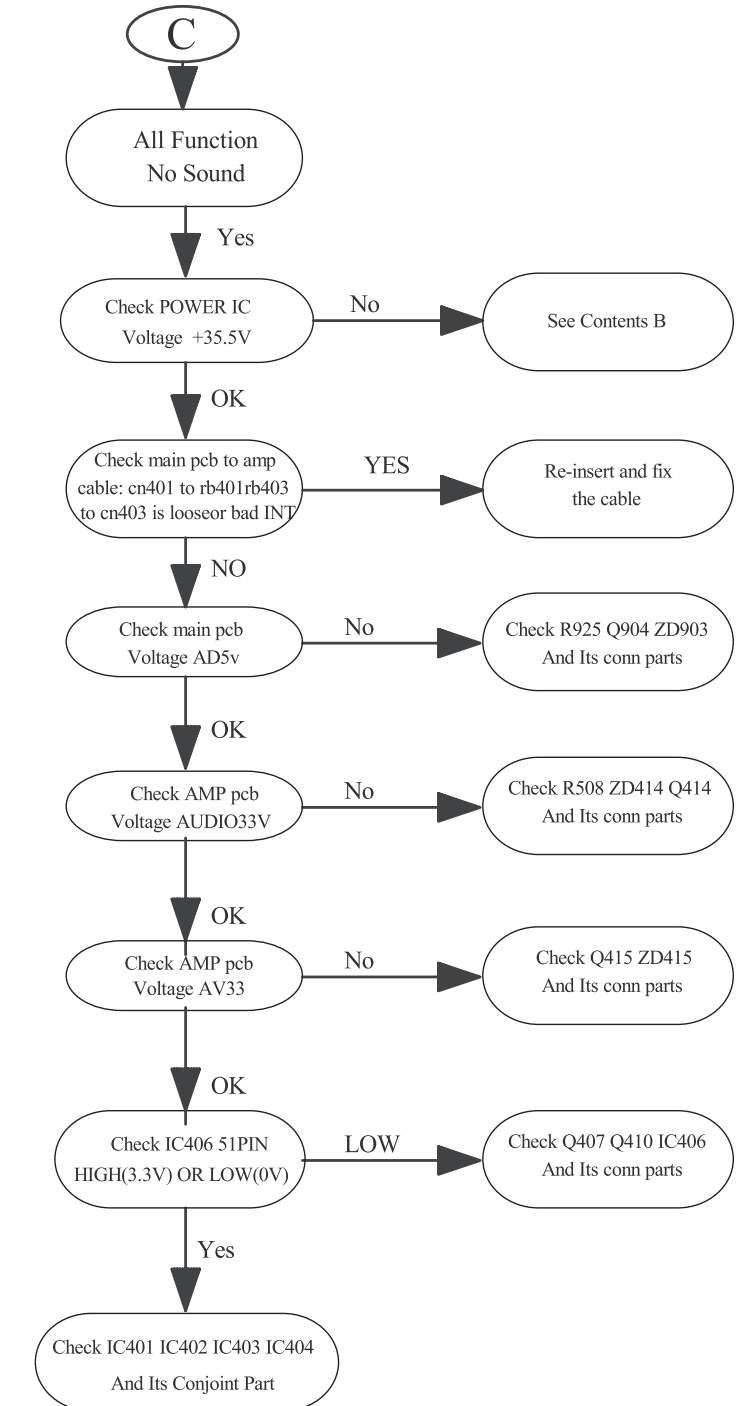 C
All Function
No Sound
Yes
Check POWER IC
Voltage +35.5V
No
See Contents B
OK
Check main pcb to amp
cable: cn401 to rb401rb403
to cn403 is looseor bad INT
YES
Re-insert and fix
the cable
NO
Check main pcb
Voltage AD5v
No
Check R925 Q904 ZD903
And Its conn parts
OK
Check AMP pcb
Voltage AUDIO33V
No
Check R508 ZD414 Q414
And Its conn parts
OK
Check AMP pcb
Voltage AV33
No
Check Q415 ZD415
And Its conn parts
OK
Check IC406 51PIN
HIGH(3.3V) OR LOW(0V)
LOW
Check Q407 Q410 IC406
And Its conn parts
Yes
Check IC401 IC402 IC403 IC404
And Its Conjoint Part